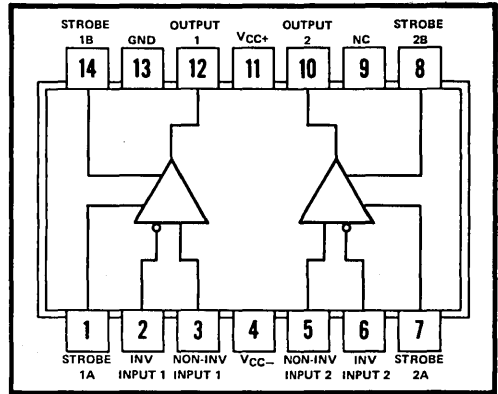 STROBE 1B
GND
OUTPUT 1
VCC+
OUTPUT 2
NC
STROBE 2B
14
13
12
11
10
9
8
1
2
3
4
5
6
7
STROBE 1A
INV INPUT 1
NON-INV INPUT 1
VCC–
NON-INV INPUT 2
INV INPUT 2
STROBE 2A